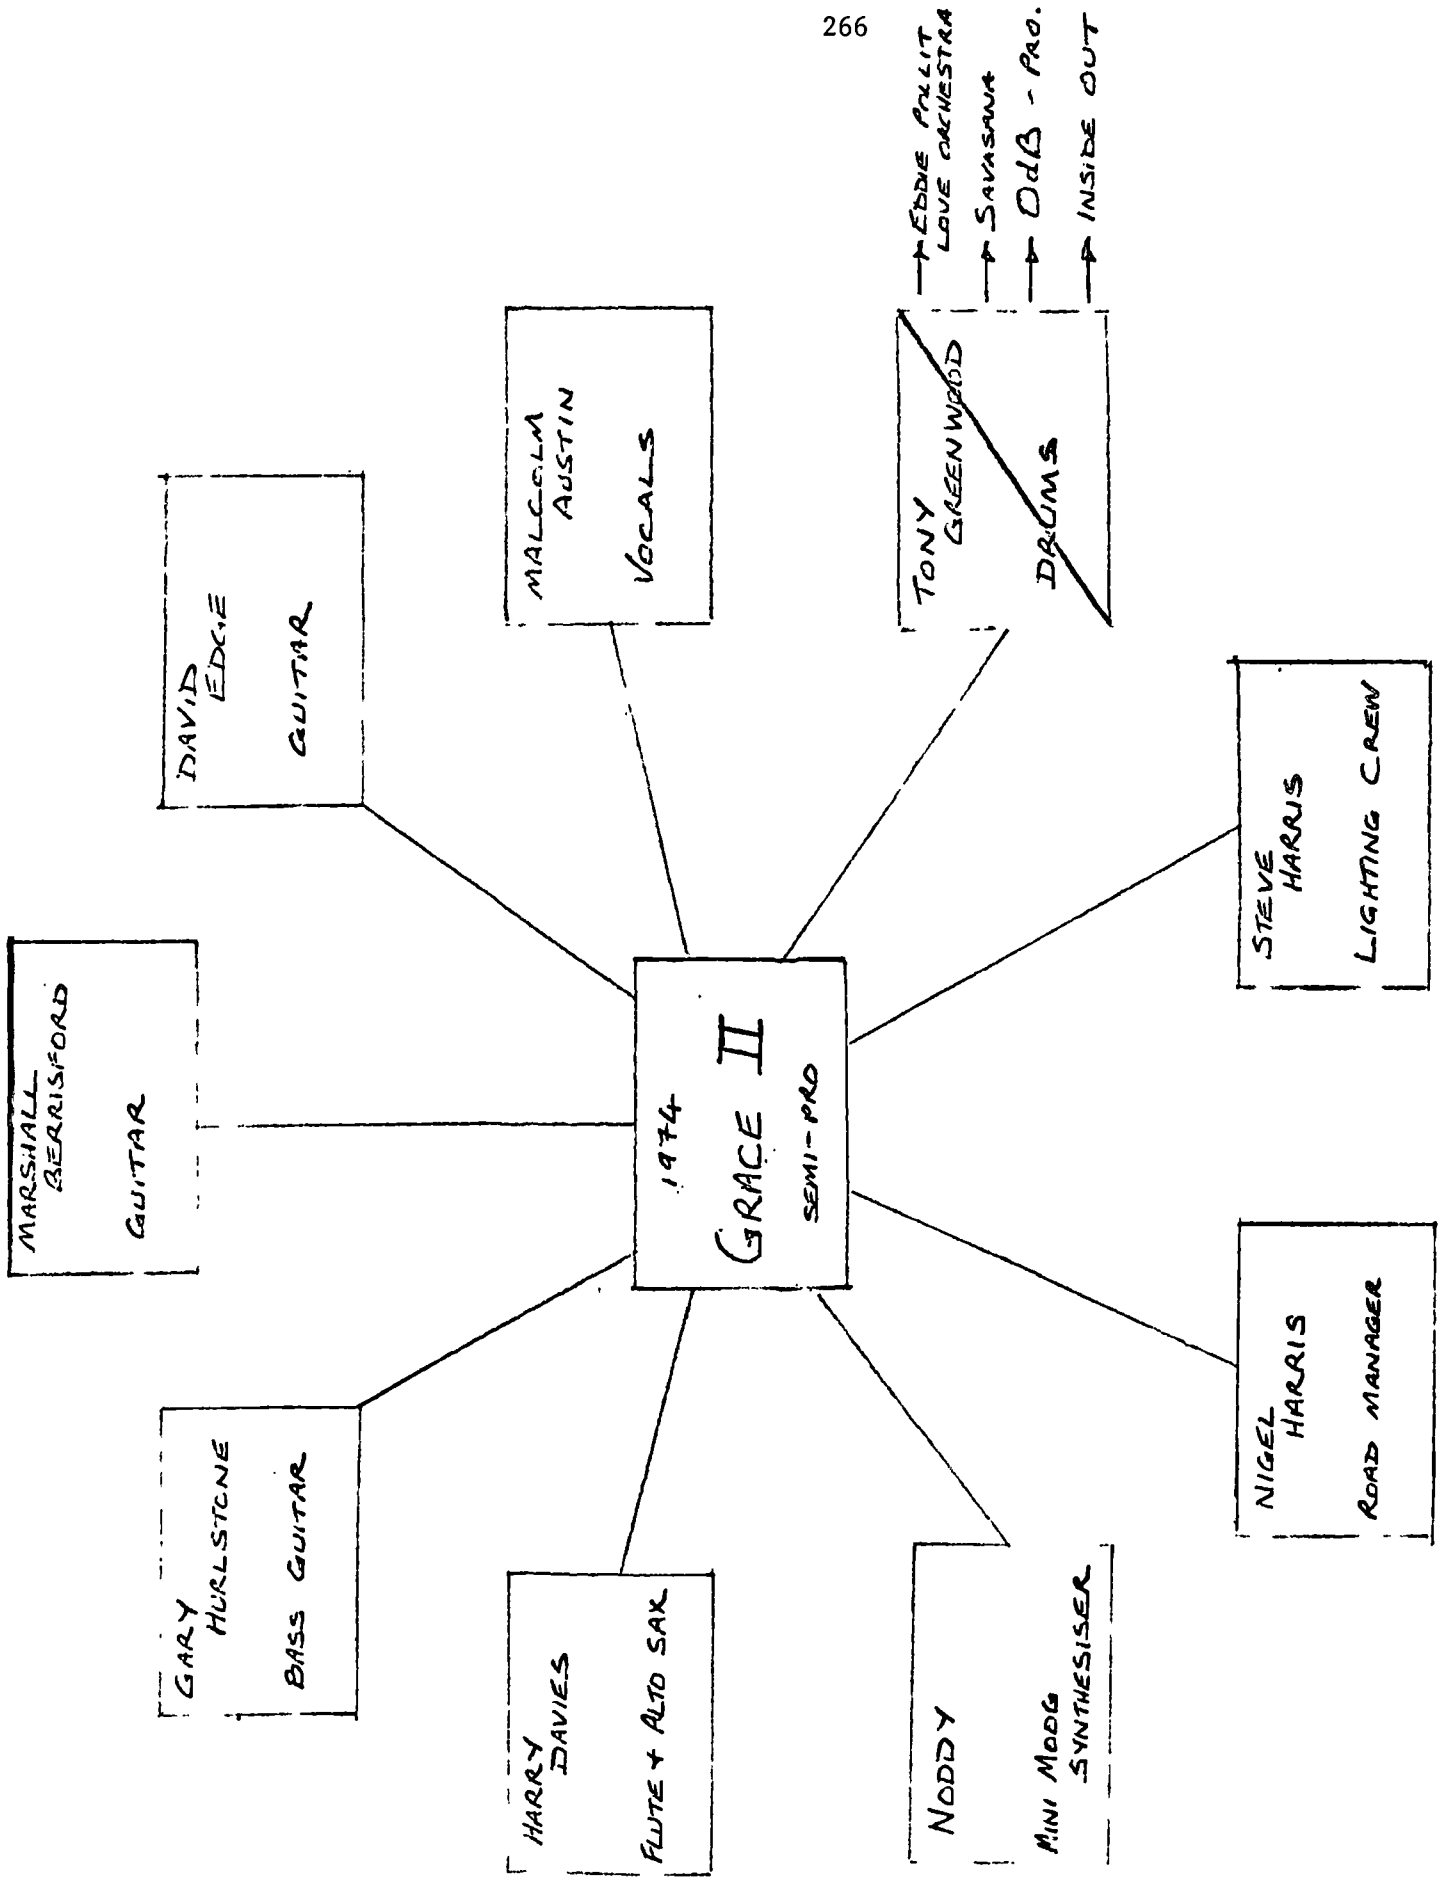 266
MARSHALL
BERRISFORD
GUITAR
DAVID
EDGE
GUITAR
GARY
HURLSTONE
BASS GUITAR
MALCOLM
AUSTIN
VOCALS
HARRY
DAVIES
FLUTE + ALTO SAX
1974
GRACE II
SEMI-PRO
TONY
GREENWOOD
DRUMS
→ EDDIE PALLIT
LOVE ORCHESTRA
→ SAVASANA
→ OdB - PRO.
→ INSIDE OUT
NODDY
MINI MOOG
SYNTHESISER
STEVE
HARRIS
LIGHTING CREW
NIGEL
HARRIS
ROAD MANAGER